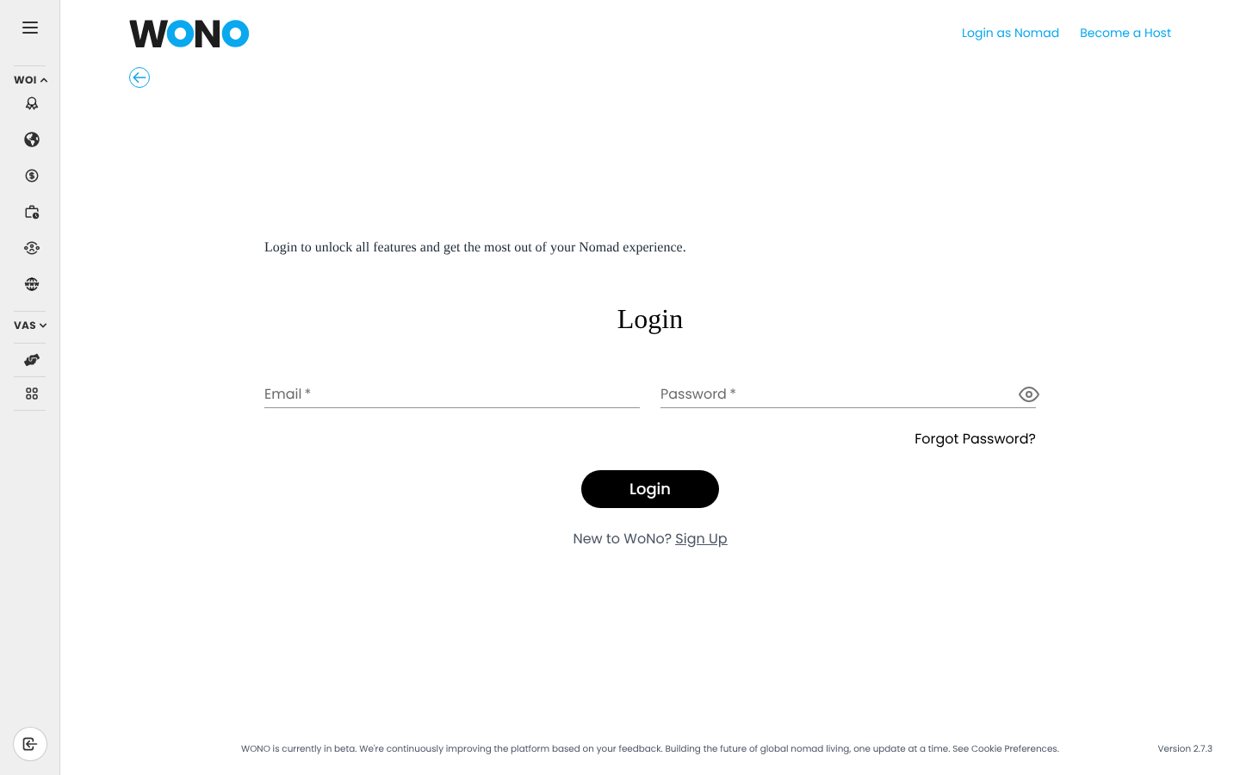 WONO
Login as Nomad
Become a Host
WOI
VAS
Login to unlock all features and get the most out of your Nomad experience.
Login
Email *
Password *
Forgot Password?
Login
New to WoNo? Sign Up
WONO is currently in beta. We're continuously improving the platform based on your feedback. Building the future of global nomad living, one update at a time. See Cookie Preferences.
Version 2.7.3